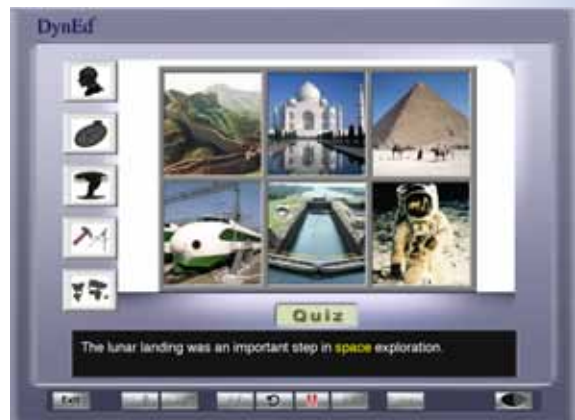 DynEd
Quiz
The lunar landing was an important step in space exploration.
Exit